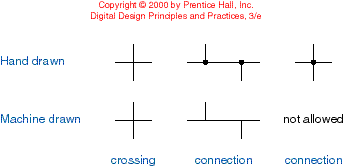 Copyright © 2000 by Prentice Hall, Inc.
Digital Design Principles and Practices, 3/e
Hand drawn
Machine drawn
not allowed
crossing
connection
connection